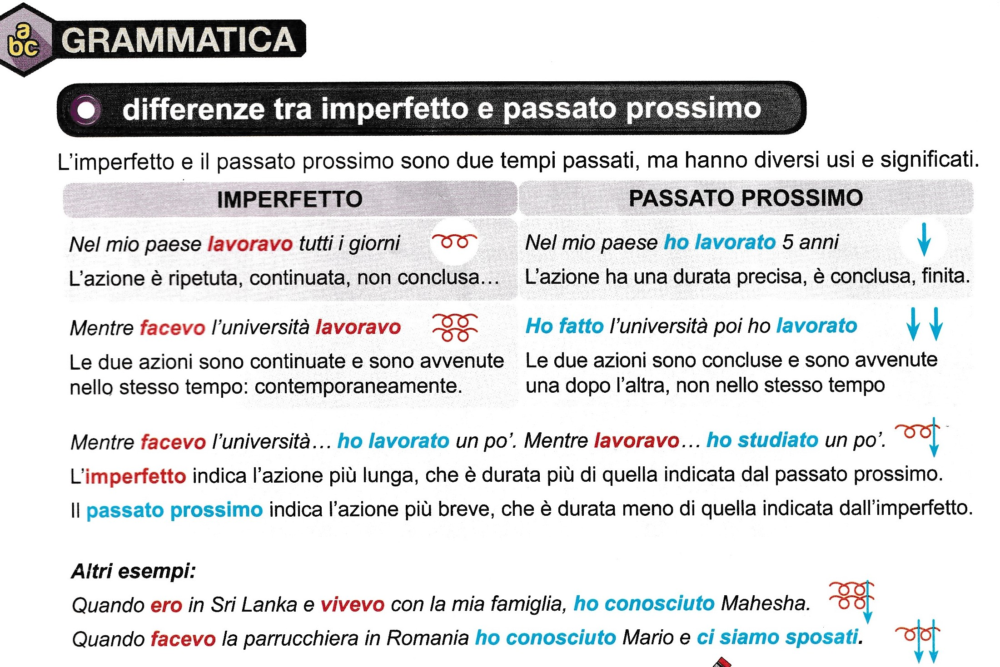 a
bc
GRAMMATICA
differenze tra imperfetto e passato prossimo
L'imperfetto e il passato prossimo sono due tempi passati, ma hanno diversi usi e significati.
IMPERFETTO
Nel mio paese lavoravo tutti i giorni
L'azione è ripetuta, continuata, non conclusa...
Mentre facevo l'università lavoravo
Le due azioni sono continuate e sono avvenute
nello stesso tempo: contemporaneamente.
PASSATO PROSSIMO
Nel mio paese ho lavorato 5 anni
L'azione ha una durata precisa, è conclusa, finita.
Ho fatto l'università poi ho lavorato
Le due azioni sono concluse e sono avvenute
una dopo l'altra, non nello stesso tempo
Mentre facevo l'università... ho lavorato un po'. Mentre lavoravo... ho studiato un po'.
L'imperfetto indica l'azione più lunga, che è durata più di quella indicata dal passato prossimo.
Il passato prossimo indica l'azione più breve, che è durata meno di quella indicata dall'imperfetto.
Altri esempi:
Quando ero in Sri Lanka e vivevo con la mia famiglia, ho conosciuto Mahesha.
Quando facevo la parrucchiera in Romania ho conosciuto Mario e ci siamo sposati.